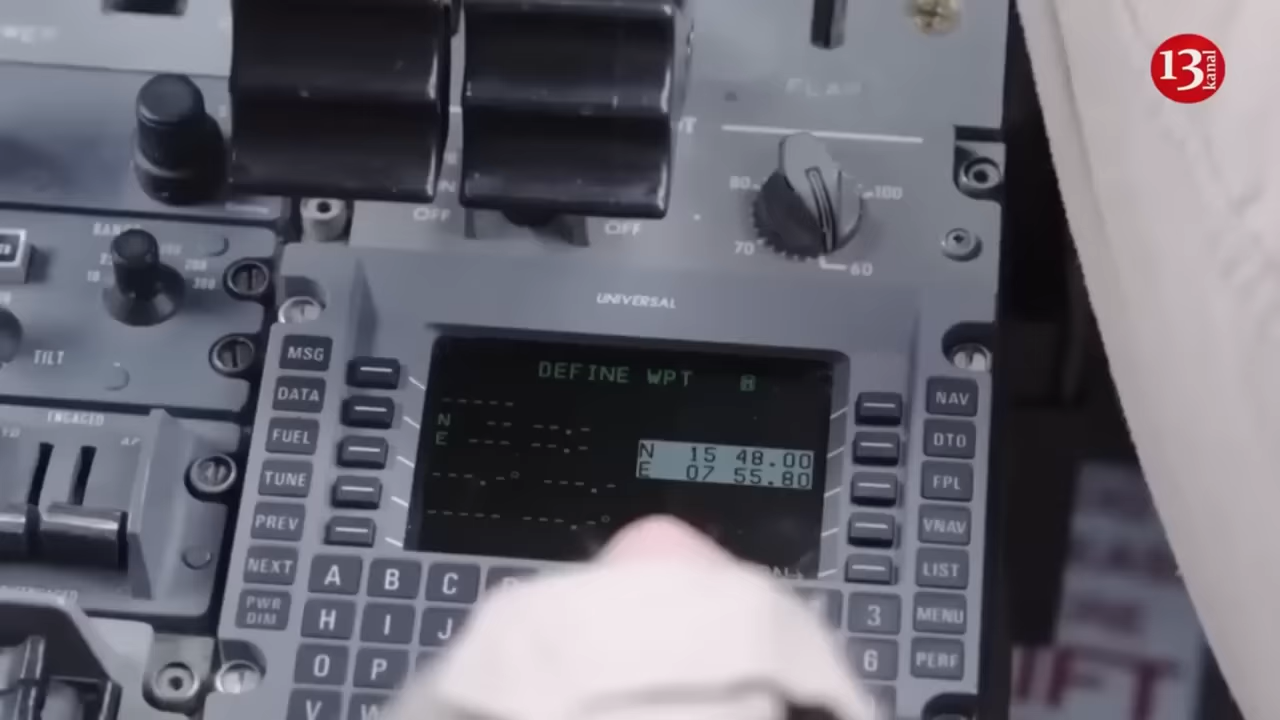 13 kanal
FLAP
OFF
OFF
80
100
70
60
UNIVERSAL
TILT
ENGAGED
MSG
DATA
FUEL
TUNE
PREV
NEXT
PWR
DIM
DEFINE WPT
N -- --.--
E --- --.--
N 15 48.00
E 07 55.80
NAV
DTO
FPL
VNAV
LIST
MENU
PERF
A B C
H I J
O P
V W
3
6